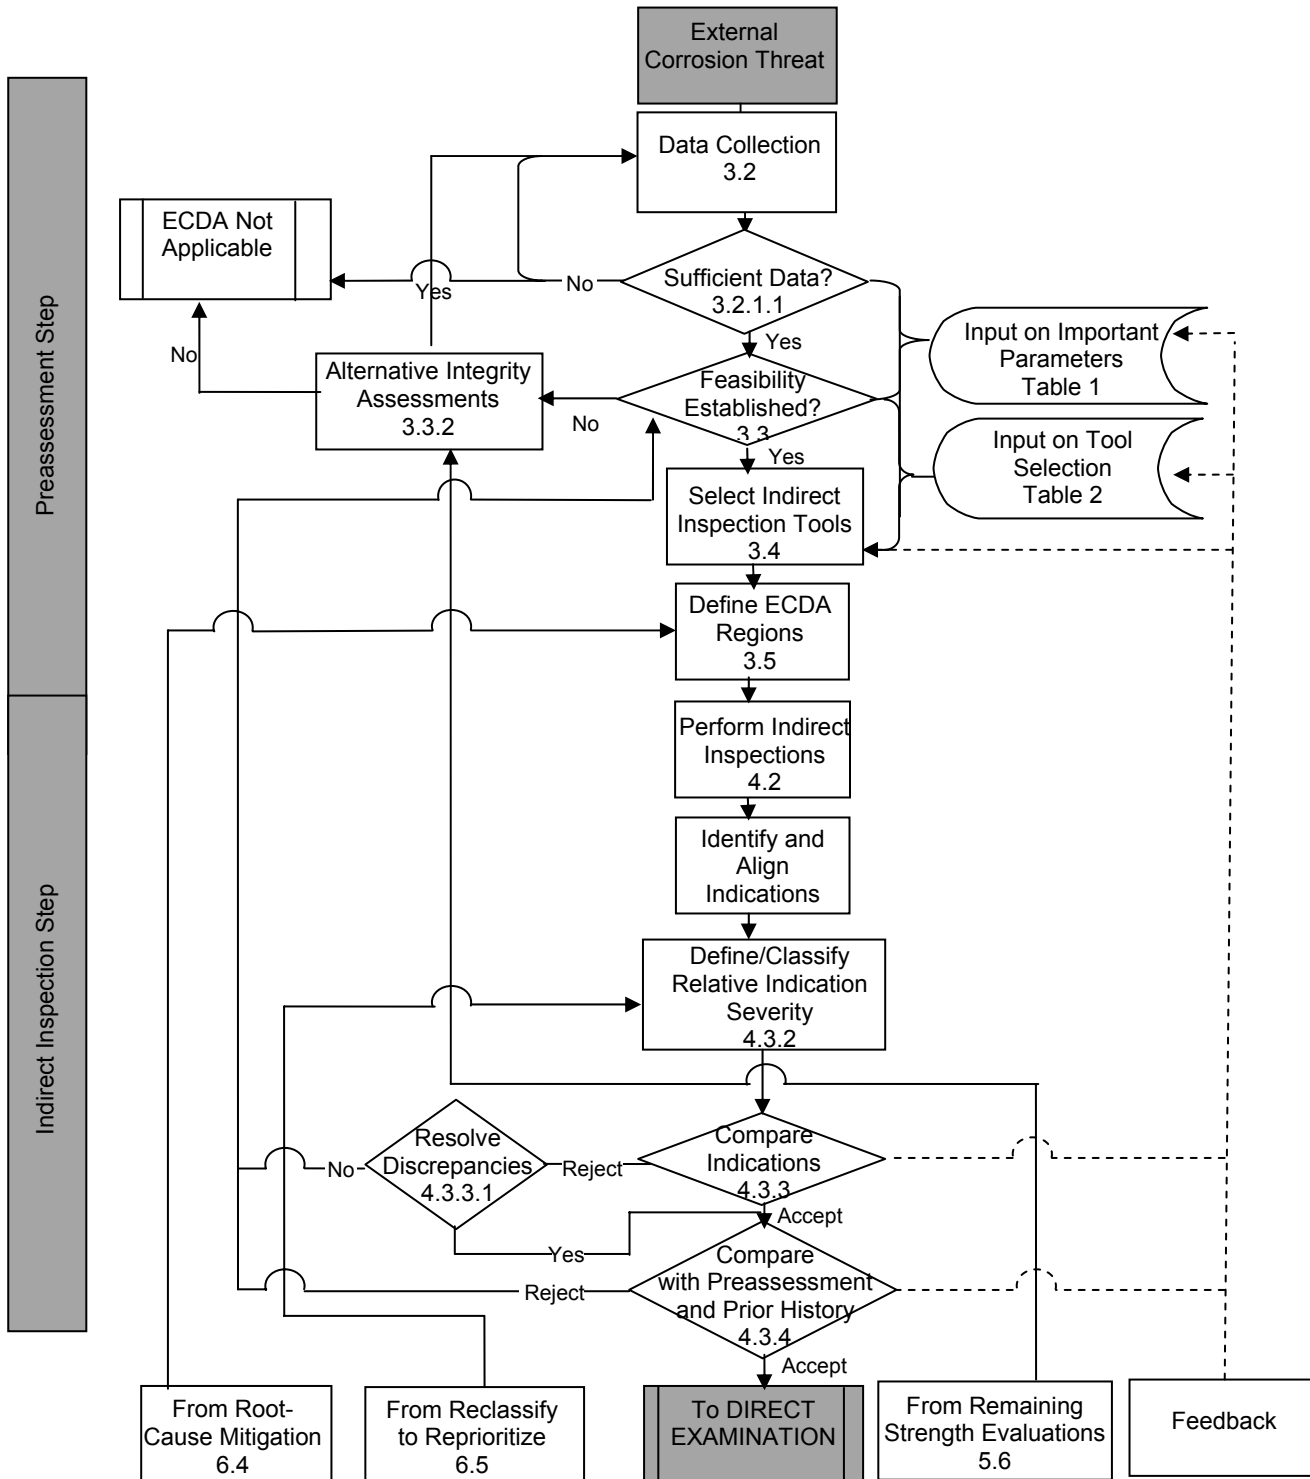 External
Corrosion Threat
Data Collection
3.2
ECDA Not
Applicable
Sufficient Data?
3.2.1.1
No
Yes
Yes
Input on Important
Parameters
Table 1
No
Alternative Integrity
Assessments
3.3.2
Feasibility
Established?
3.3
No
Yes
Input on Tool
Selection
Table 2
Select Indirect
Inspection Tools
3.4
Preassessment Step
Define ECDA
Regions
3.5
Perform Indirect
Inspections
4.2
Identify and
Align
Indications
Define/Classify
Relative Indication
Severity
4.3.2
Indirect Inspection Step
Resolve
Discrepancies
4.3.3.1
No
Reject
Compare
Indications
4.3.3
Accept
Yes
Compare
with Preassessment
and Prior History
4.3.4
Reject
Accept
From Root-
Cause Mitigation
6.4
From Reclassify
to Reprioritize
6.5
To DIRECT
EXAMINATION
From Remaining
Strength Evaluations
5.6
Feedback